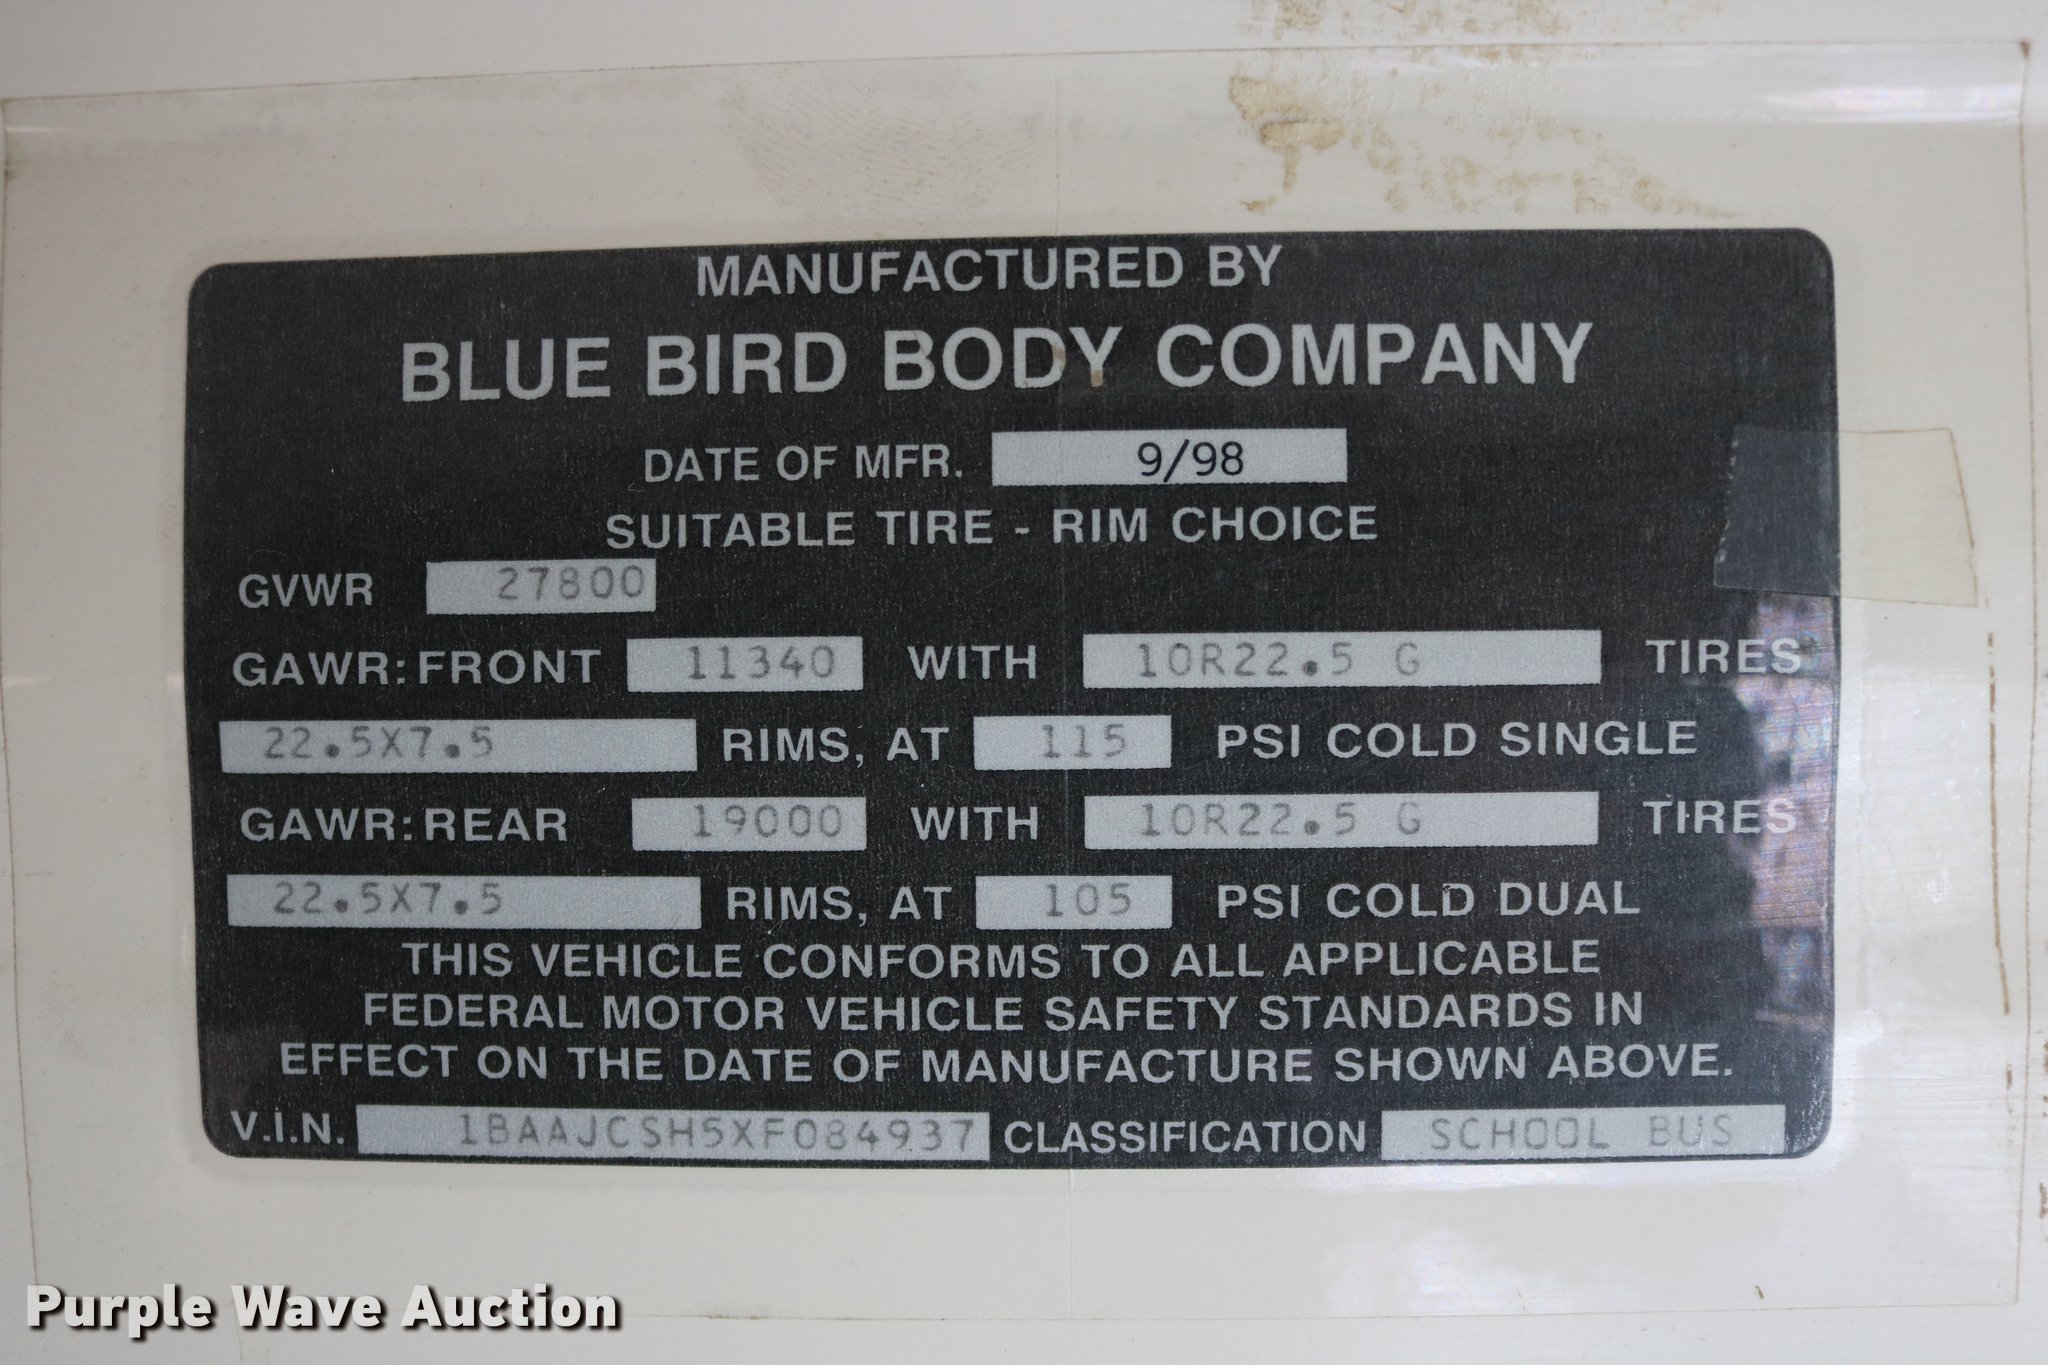 MANUFACTURED BY
BLUE BIRD BODY COMPANY
DATE OF MFR. 9/98
SUITABLE TIRE - RIM CHOICE
GVWR 27800
GAWR: FRONT 11340 WITH 10R22.5 G TIRES
22.5X7.5 RIMS, AT 115 PSI COLD SINGLE
GAWR: REAR 19000 WITH 10R22.5 G TIRES
22.5X7.5 RIMS, AT 105 PSI COLD DUAL
THIS VEHICLE CONFORMS TO ALL APPLICABLE
FEDERAL MOTOR VEHICLE SAFETY STANDARDS IN
EFFECT ON THE DATE OF MANUFACTURE SHOWN ABOVE.
V.I.N. 1BAAJCSH5XF084937 CLASSIFICATION SCHOOL BUS
Purple Wave Auction